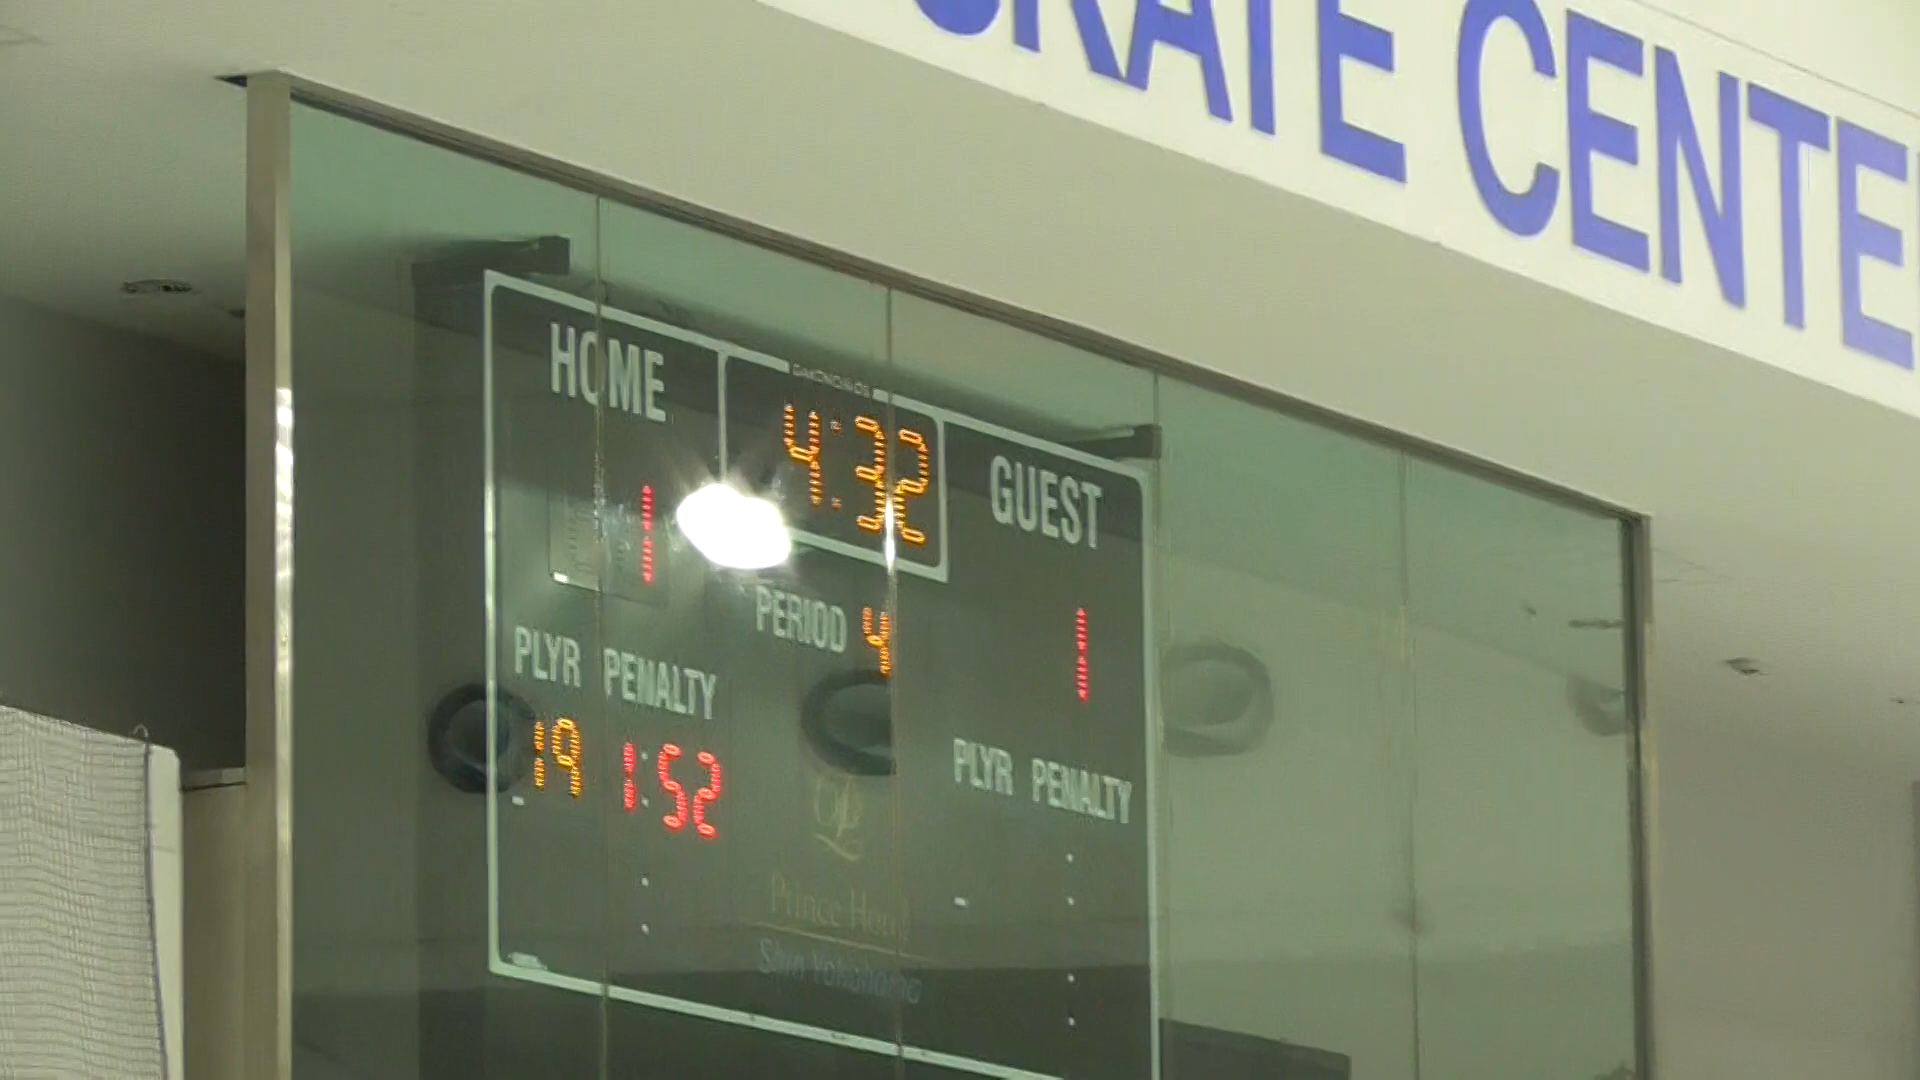 KATE CENTE
HOME
DAKTRONICS
4:32
GUEST
1
PERIOD 4
1
PLYR PENALTY
19 1:52
PLYR PENALTY
Prince Hotel
Shin Yokohama